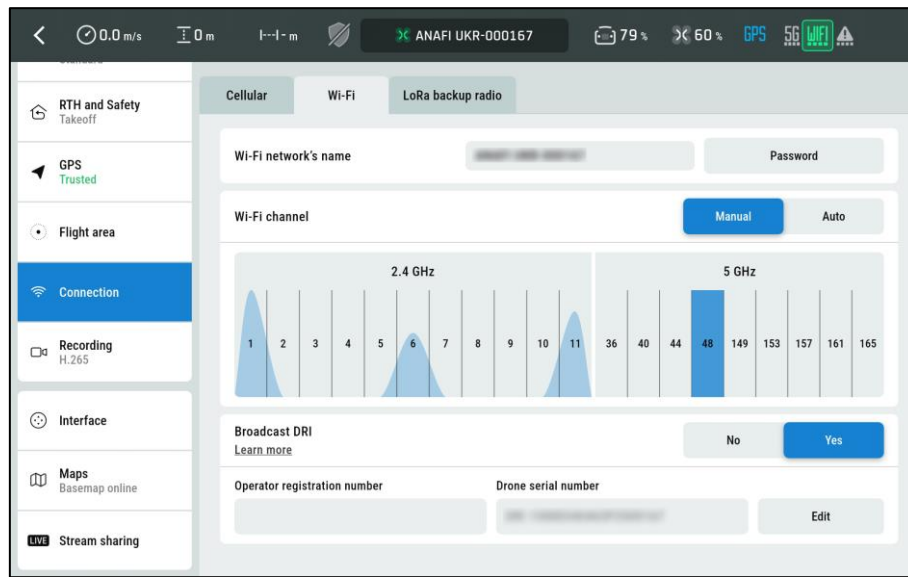 0.0 m/s 0 m |---|- m ANAFI UKR-000167 79 % 60 % GPS 5G WIFI
RTH and Safety
Takeoff
GPS
Trusted
Flight area
Connection
Recording
H.265
Interface
Maps
Basemap online
LIVE Stream sharing
Cellular Wi-Fi LoRa backup radio
Wi-Fi network's name Password
Wi-Fi channel Manual Auto
2.4 GHz 5 GHz
1 2 3 4 5 6 7 8 9 10 11 36 40 44 48 149 153 157 161 165
Broadcast DRI No Yes
Learn more
Operator registration number Drone serial number
Edit